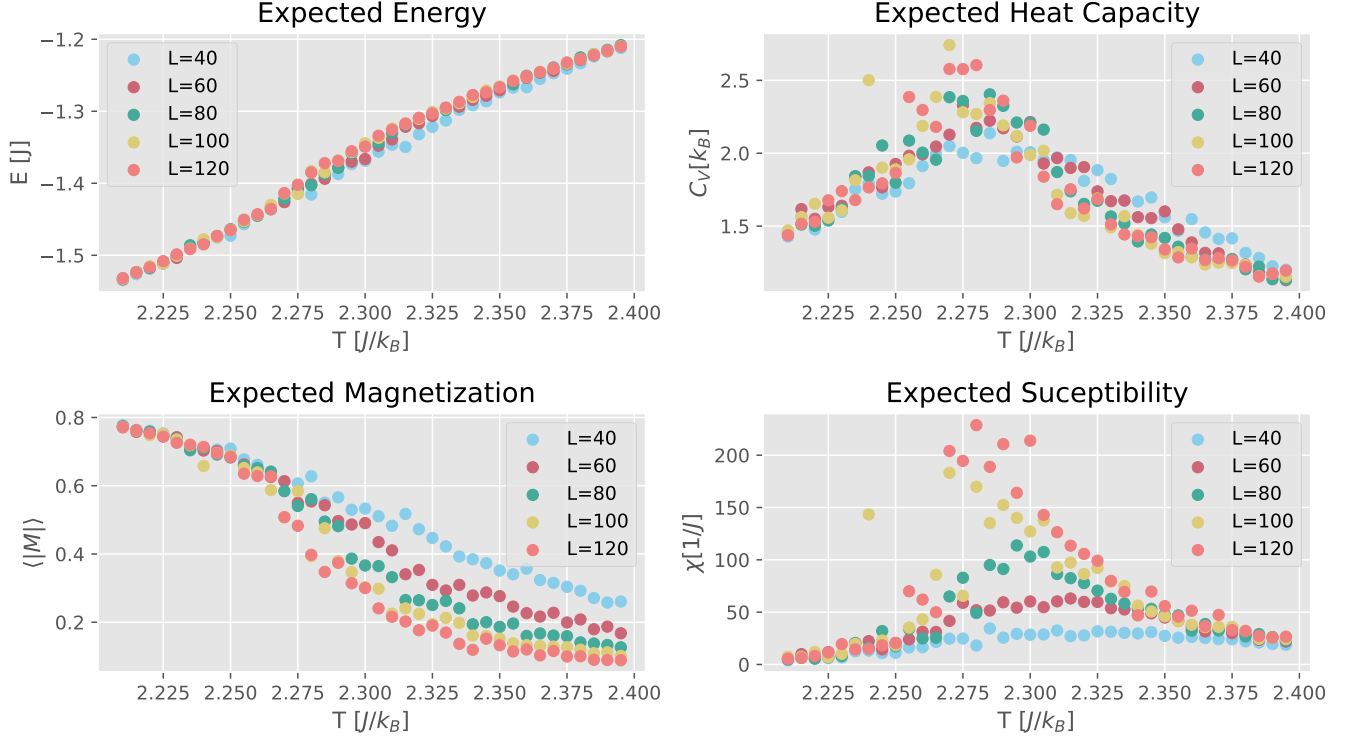 Expected Energy
−1.2
−1.3
−1.4
−1.5
E [J]
L=40
L=60
L=80
L=100
L=120
2.225 2.250 2.275 2.300 2.325 2.350 2.375 2.400
T [J/k_B]
Expected Heat Capacity
2.5
2.0
1.5
C_V[k_B]
L=40
L=60
L=80
L=100
L=120
2.225 2.250 2.275 2.300 2.325 2.350 2.375 2.400
T [J/k_B]
Expected Magnetization
0.8
0.6
0.4
0.2
⟨|M|⟩
L=40
L=60
L=80
L=100
L=120
2.225 2.250 2.275 2.300 2.325 2.350 2.375 2.400
T [J/k_B]
Expected Suceptibility
200
150
100
50
0
χ[1/J]
L=40
L=60
L=80
L=100
L=120
2.225 2.250 2.275 2.300 2.325 2.350 2.375 2.400
T [J/k_B]